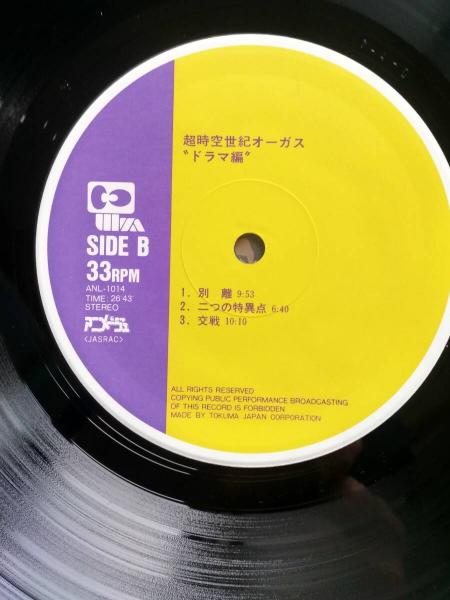 超時空世紀オーガス
〝ドラマ編〟
SIDE B
33RPM
ANL-1014
TIME: 26'43"
STEREO
アニメージュ
<JASRAC>
1. 別 離 9:53
2. 二つの特異点 6:40
3. 交戦 10:10
ALL RIGHTS RESERVED
COPYING PUBLIC PERFORMANCE BROADCASTING
OF THIS RECORD IS FORBIDDEN
MADE BY TOKUMA JAPAN CORPORATION